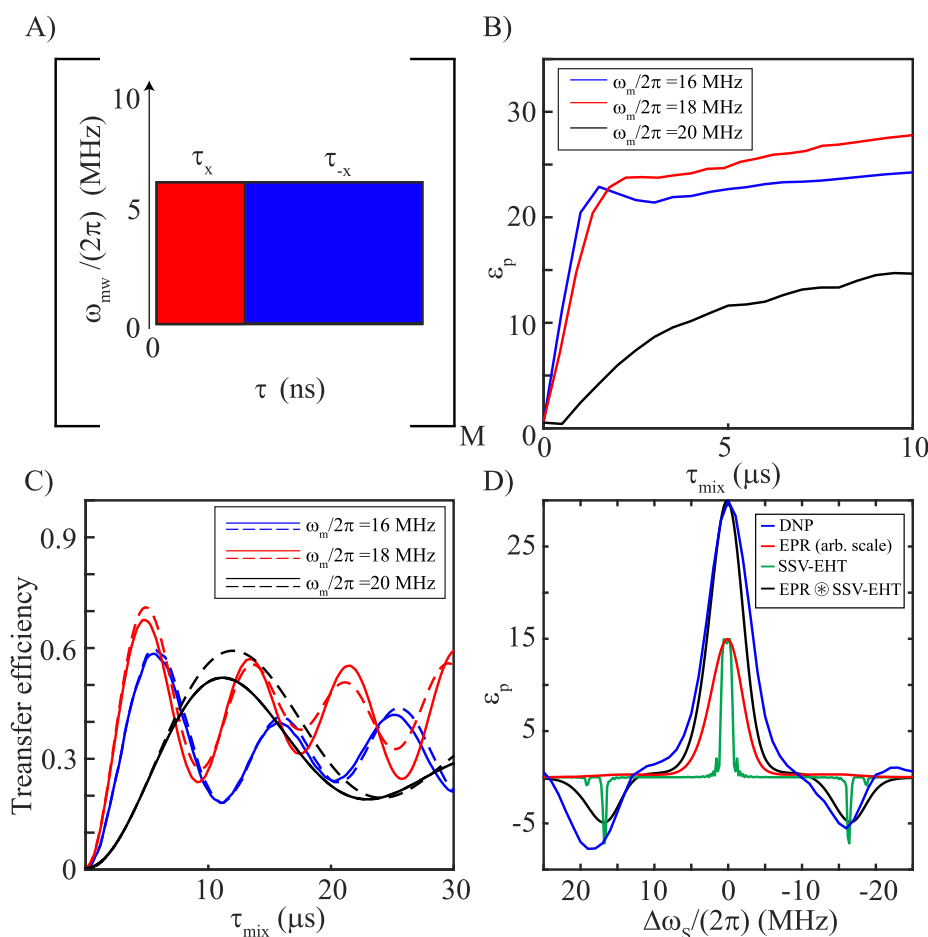 A)
ω_mw/(2π) (MHz)
10
5
0
τ_x
τ_-x
0
τ (ns)
M
B)
ω_m/2π =16 MHz
ω_m/2π =18 MHz
ω_m/2π =20 MHz
ε_p
30
20
10
0
0
5
10
τ_mix (μs)
C)
ω_m/2π =16 MHz
ω_m/2π =18 MHz
ω_m/2π =20 MHz
Treansfer efficiency
0.9
0.6
0.3
0
10
20
30
τ_mix (μs)
D)
DNP
EPR (arb. scale)
SSV-EHT
EPR ⊛ SSV-EHT
ε_p
25
15
5
-5
20
10
0
-10
-20
Δω_S/(2π) (MHz)